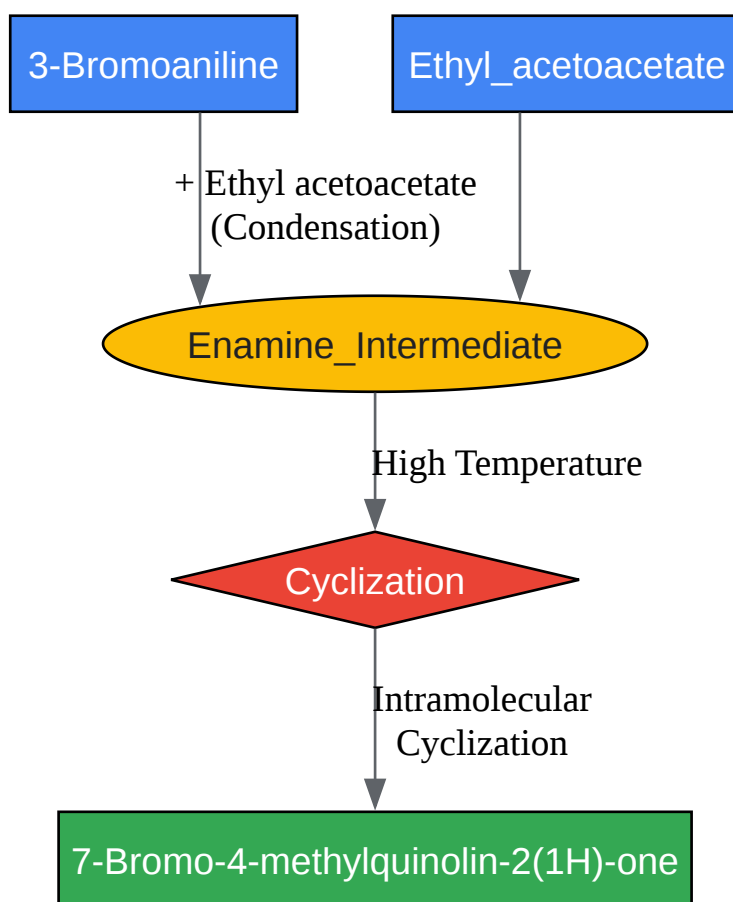 3-Bromoaniline
Ethyl_acetoacetate
+ Ethyl acetoacetate
(Condensation)
Enamine_Intermediate
High Temperature
Cyclization
Intramolecular
Cyclization
7-Bromo-4-methylquinolin-2(1H)-one